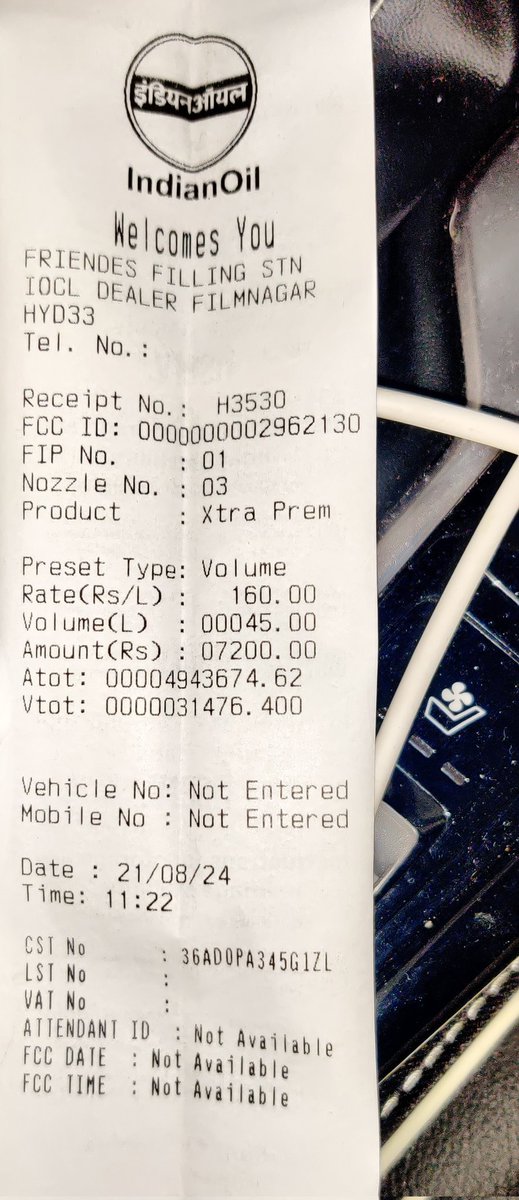 इंडियनऑयल
IndianOil
Welcomes You
FRIENDES FILLING STN
IOCL DEALER FILMNAGAR
HYD33
Tel. No.:
Receipt No.: H3530
FCC ID: 0000000002962130
FIP No. : 01
Nozzle No. : 03
Product : Xtra Prem
Preset Type: Volume
Rate(Rs/L) : 160.00
Volume(L) : 00045.00
Amount(Rs) : 07200.00
Atot: 00004943674.62
Vtot: 0000031476.400
Vehicle No: Not Entered
Mobile No : Not Entered
Date : 21/08/24
Time: 11:22
CST No : 36ADOPA345G1ZL
LST No :
VAT No :
ATTENDANT ID : Not Available
FCC DATE : Not Available
FCC TIME : Not Available